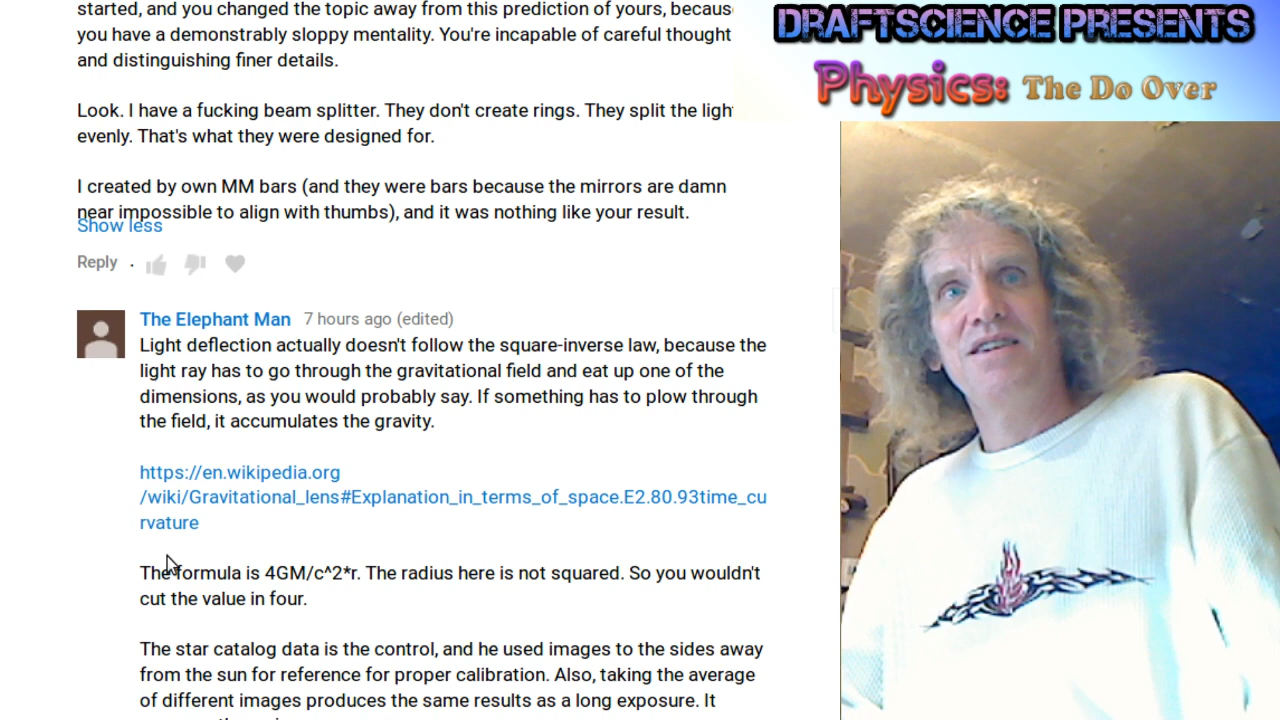 started, and you changed the topic away from this prediction of yours,
you have a demonstrably sloppy mentality. You're incapable of careful thought
and distinguishing finer details.
Look. I have a fucking beam splitter. They don't create rings. They split the
evenly. That's what they were designed for.
I created by own MM bars (and they were bars because the mirrors are damn
near impossible to align with thumbs), and it was nothing like your result.
Show less
Reply .
The Elephant Man 7 hours ago (edited)
Light deflection actually doesn't follow the square-inverse law, because the
light ray has to go through the gravitational field and eat up one of the
dimensions, as you would probably say. If something has to plow through
the field, it accumulates the gravity.
https://en.wikipedia.org
/wiki/Gravitational_lens#Explanation_in_terms_of_space.E2.80.93time_cu
rvature
The formula is 4GM/c^2*r. The radius here is not squared. So you wouldn't
cut the value in four.
The star catalog data is the control, and he used images to the sides away
from the sun for reference for proper calibration. Also, taking the average
of different images produces the same results as a long exposure. It
DRAFTSCIENCE PRESENTS
Physics: The Do Over